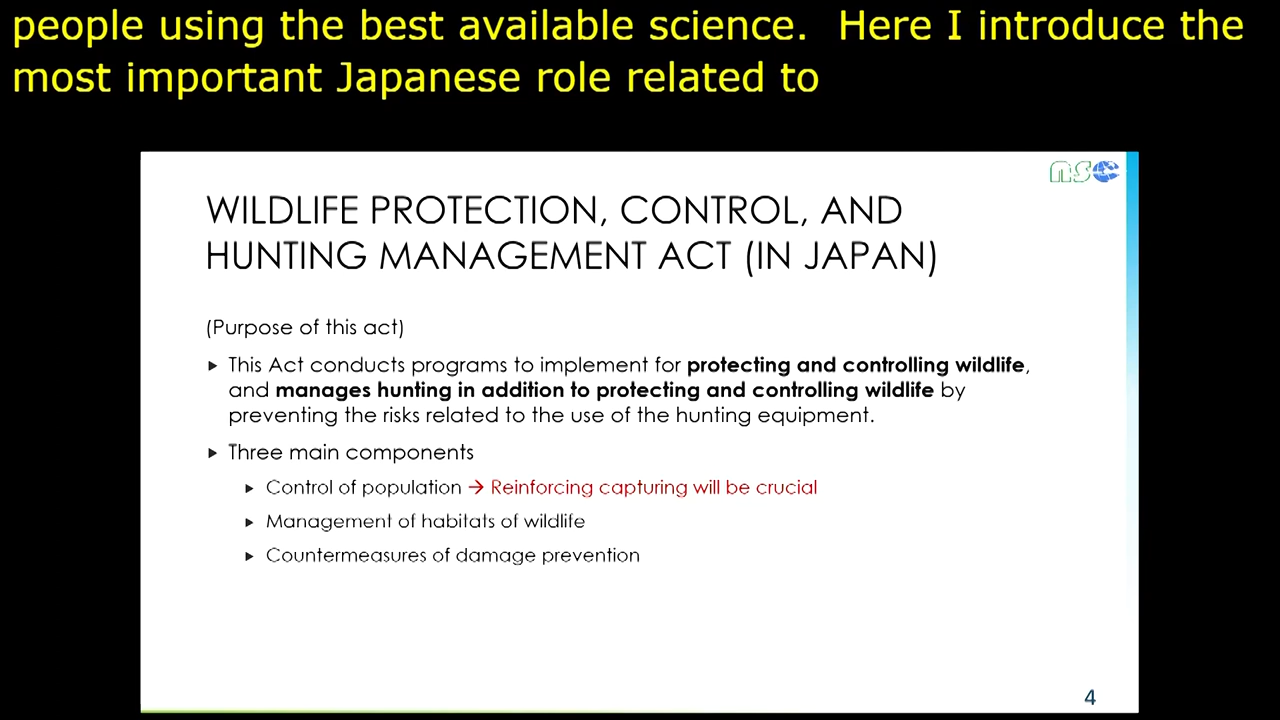 people using the best available science.  Here I introduce the
most important Japanese role related to
nsc
WILDLIFE PROTECTION, CONTROL, AND
HUNTING MANAGEMENT ACT (IN JAPAN)
(Purpose of this act)
▸ This Act conducts programs to implement for protecting and controlling wildlife,
and manages hunting in addition to protecting and controlling wildlife by
preventing the risks related to the use of the hunting equipment.
▸ Three main components
▸ Control of population → Reinforcing capturing will be crucial
▸ Management of habitats of wildlife
▸ Countermeasures of damage prevention
4